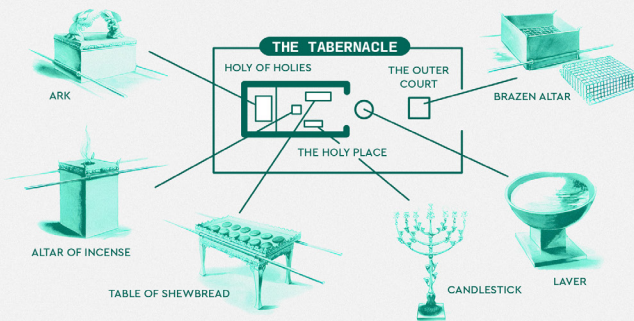 THE TABERNACLE
HOLY OF HOLIES
THE OUTER
COURT
ARK
BRAZEN ALTAR
THE HOLY PLACE
ALTAR OF INCENSE
TABLE OF SHEWBREAD
CANDLESTICK
LAVER